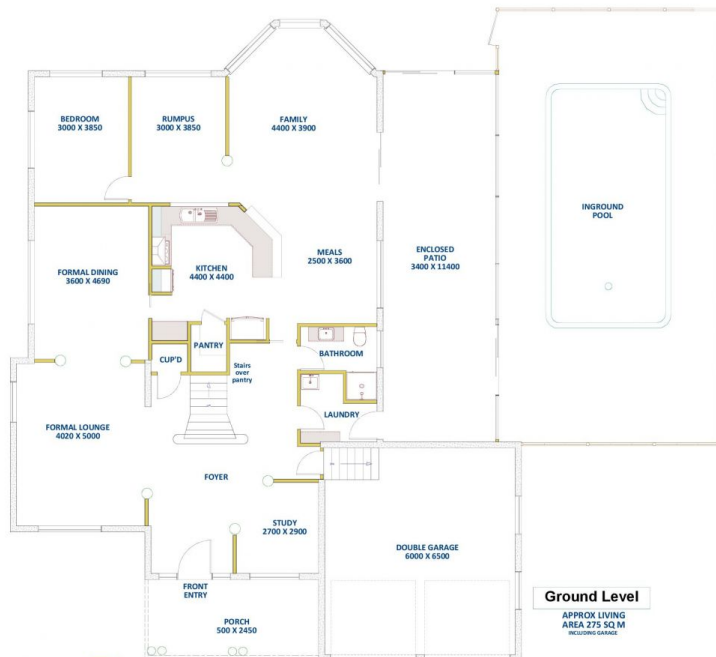 BEDROOM
3000 X 3850
RUMPUS
3000 X 3850
FAMILY
4400 X 3900
INGROUND
POOL
FORMAL DINING
3600 X 4690
KITCHEN
4400 X 4400
MEALS
2500 X 3600
ENCLOSED
PATIO
3400 X 11400
PANTRY
CUP'D
Stairs
over
pantry
BATHROOM
LAUNDRY
FORMAL LOUNGE
4020 X 5000
FOYER
STUDY
2700 X 2900
DOUBLE GARAGE
6000 X 6500
FRONT
ENTRY
PORCH
500 X 2450
Ground Level
APPROX LIVING
AREA 275 SQ M
INCLUDING GARAGE